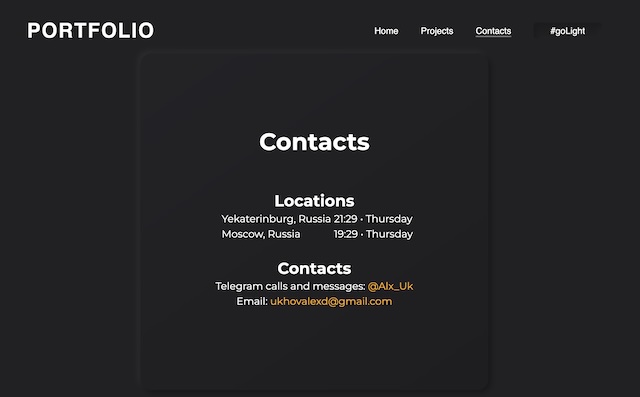 PORTFOLIO
Home Projects Contacts #goLight
Contacts
Locations
Yekaterinburg, Russia 21:29 • Thursday
Moscow, Russia 19:29 • Thursday
Contacts
Telegram calls and messages: @Alx_Uk
Email: ukhovalexd@gmail.com